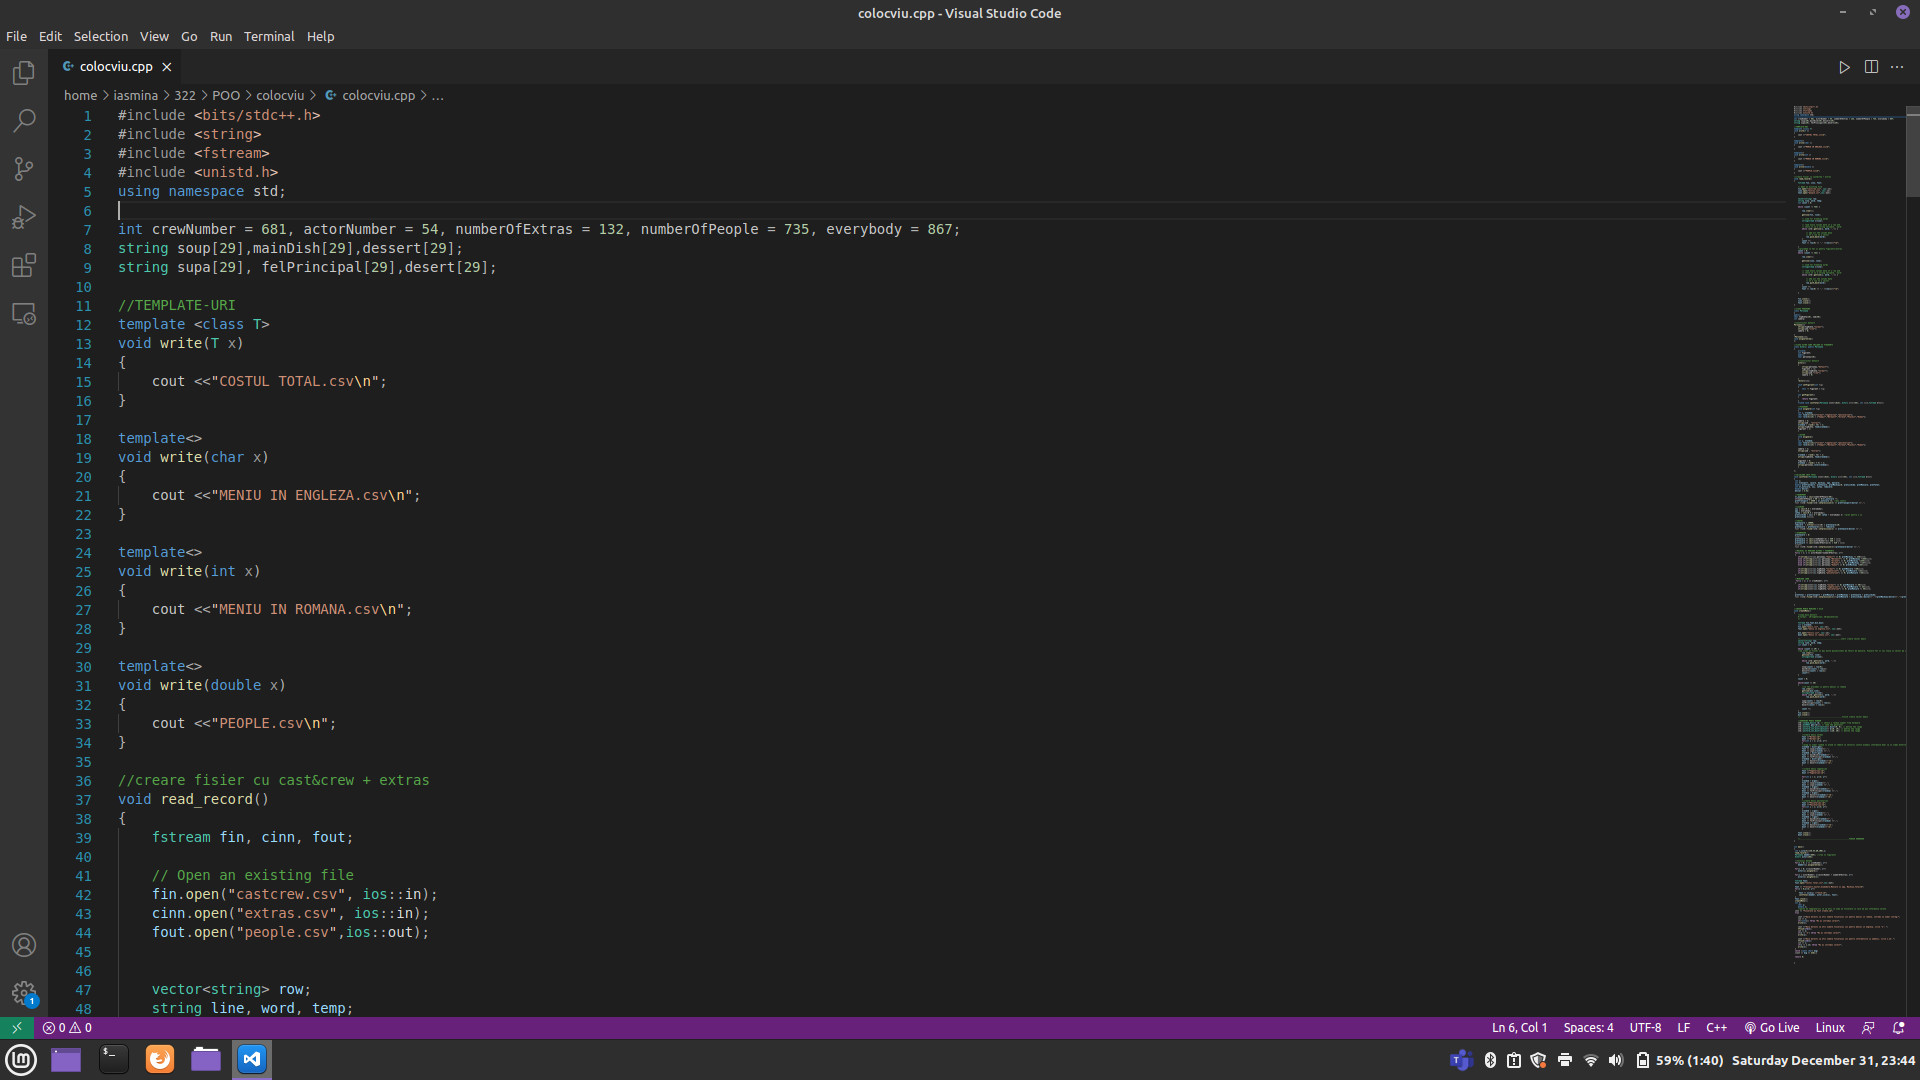 colocviu.cpp - Visual Studio Code
File Edit Selection View Go Run Terminal Help
colocviu.cpp
home > iasmina > 322 > POO > colocviu > colocviu.cpp > ...
1 #include <bits/stdc++.h>
2 #include <string>
3 #include <fstream>
4 #include <unistd.h>
5 using namespace std;
6
7 int crewNumber = 681, actorNumber = 54, numberOfExtras = 132, numberOfPeople = 735, everybody = 867;
8 string soup[29],mainDish[29],dessert[29];
9 string supa[29], felPrincipal[29],desert[29];
10
11 //TEMPLATE-URI
12 template <class T>
13 void write(T x)
14 {
15     cout <<"COSTUL TOTAL.csv\n";
16 }
17
18 template<>
19 void write(char x)
20 {
21     cout <<"MENIU IN ENGLEZA.csv\n";
22 }
23
24 template<>
25 void write(int x)
26 {
27     cout <<"MENIU IN ROMANA.csv\n";
28 }
29
30 template<>
31 void write(double x)
32 {
33     cout <<"PEOPLE.csv\n";
34 }
35
36 //creare fisier cu cast&crew + extras
37 void read_record()
38 {
39     fstream fin, cinn, fout;
40
41     // Open an existing file
42     fin.open("castcrew.csv", ios::in);
43     cinn.open("extras.csv", ios::in);
44     fout.open("people.csv",ios::out);
45
46
47     vector<string> row;
48     string line, word, temp;
1
0 0 Ln 6, Col 1 Spaces: 4 UTF-8 LF C++ Go Live Linux
59% (1:40) Saturday December 31, 23:44